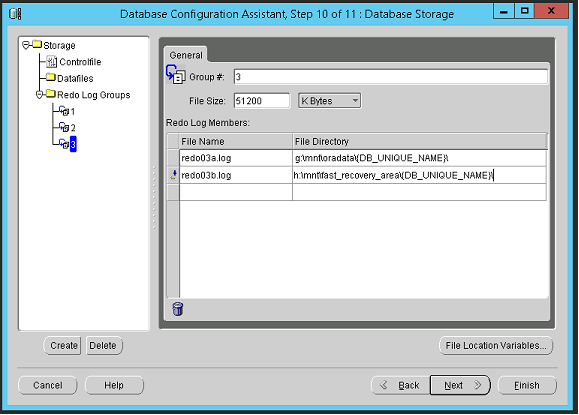 Database Configuration Assistant, Step 10 of 11 : Database Storage
Storage
Controlfile
Datafiles
Redo Log Groups
1
2
3
General
Group #: 3
File Size: 51200 K Bytes
Redo Log Members:
File Name File Directory
redo03a.log g:\mnt\oradata\{DB_UNIQUE_NAME}\
redo03b.log h:\mnt\fast_recovery_area\{DB_UNIQUE_NAME}\
Create Delete
File Location Variables...
Cancel Help Back Next Finish